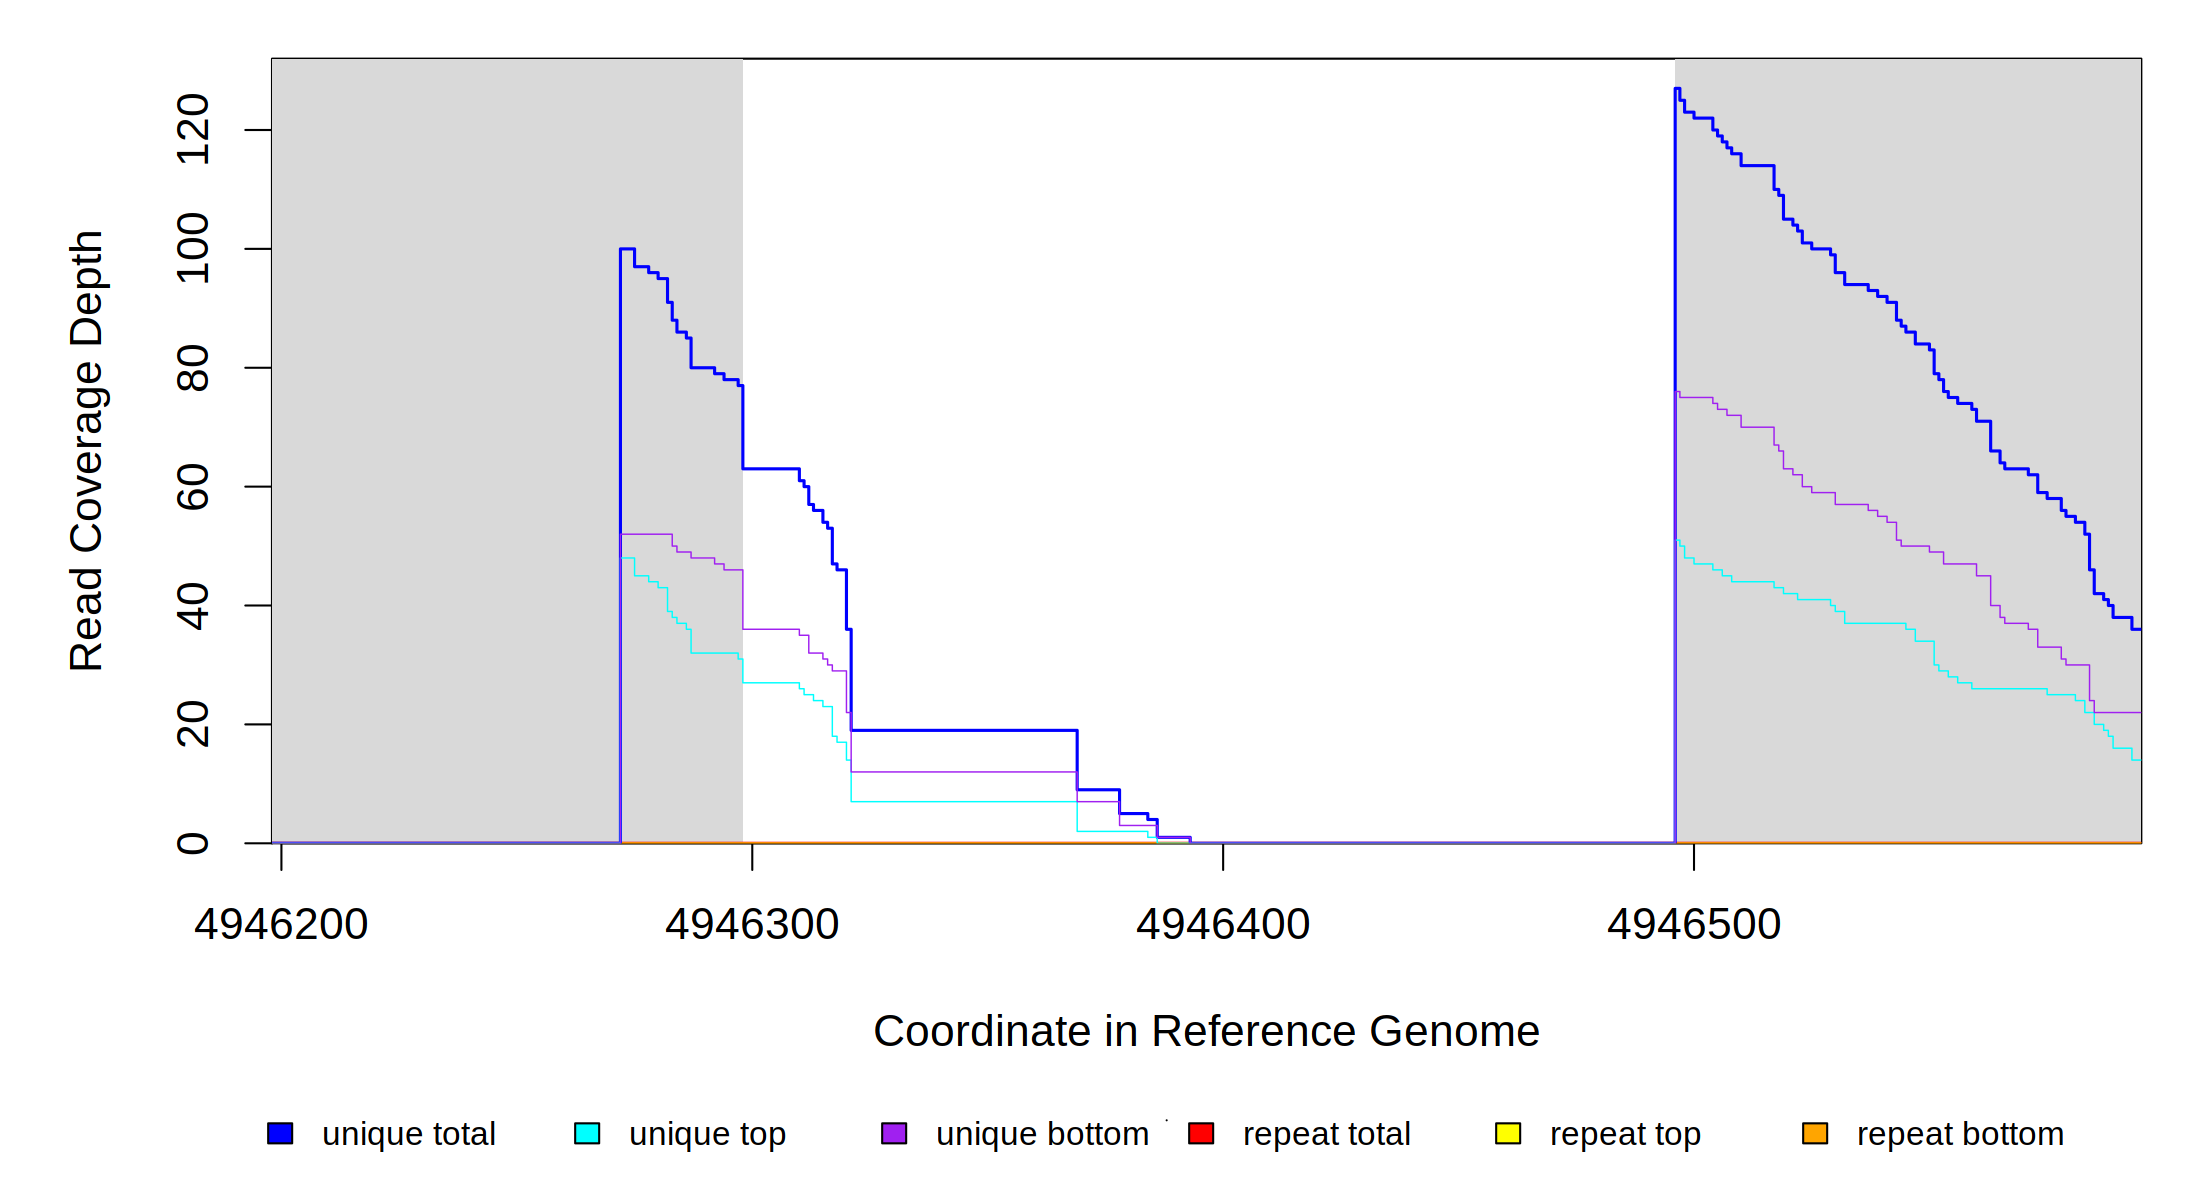 120
100
80
60
40
20
0
Read Coverage Depth
4946200 4946300 4946400 4946500
Coordinate in Reference Genome
unique total unique top unique bottom repeat total repeat top repeat bottom